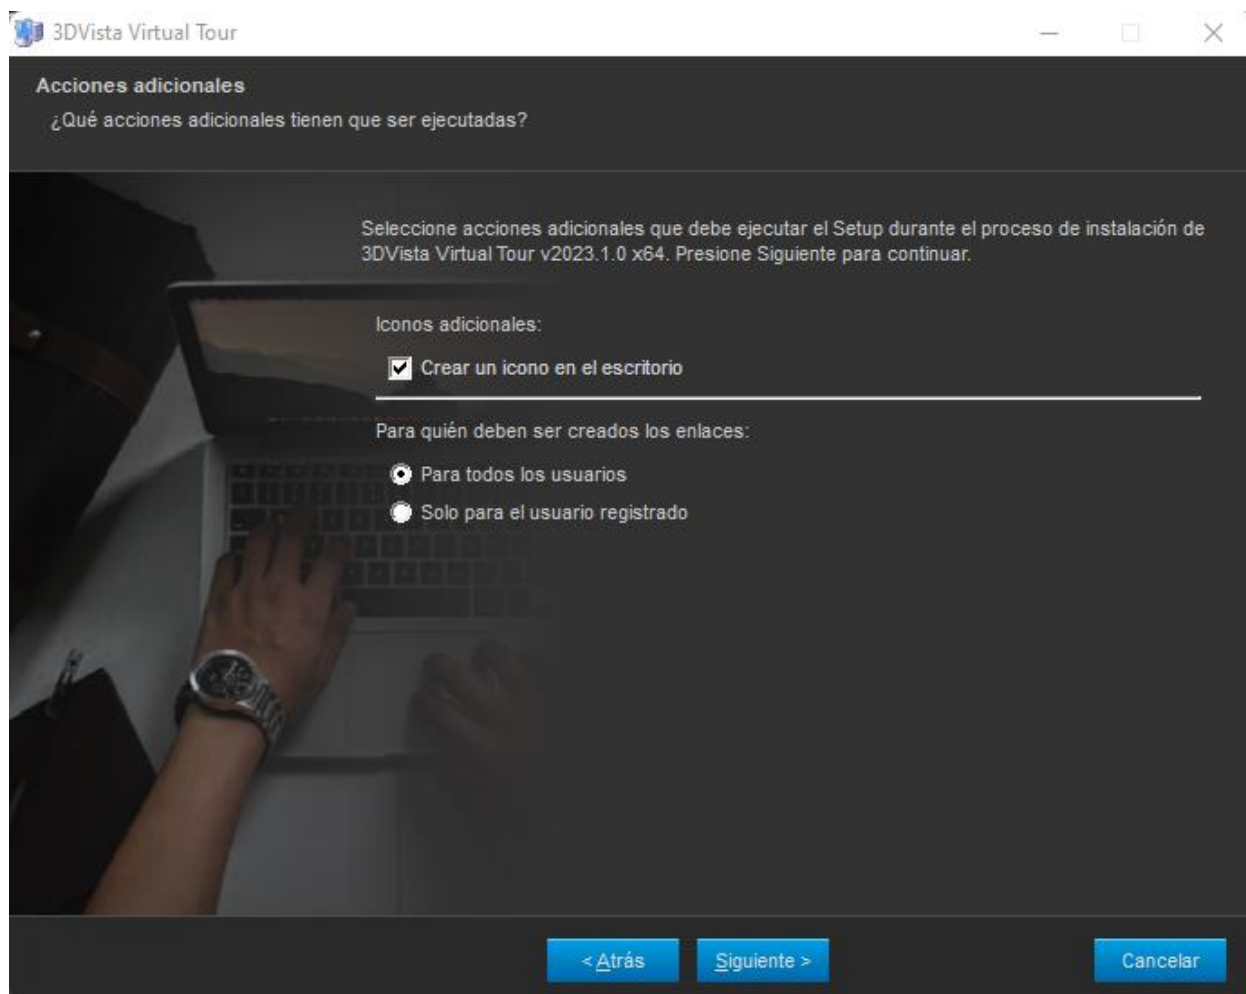 3DVista Virtual Tour
Acciones adicionales
¿Qué acciones adicionales tienen que ser ejecutadas?
Seleccione acciones adicionales que debe ejecutar el Setup durante el proceso de instalación de
3DVista Virtual Tour v2023.1.0 x64. Presione Siguiente para continuar.
Iconos adicionales:
Crear un icono en el escritorio
Para quién deben ser creados los enlaces:
Para todos los usuarios
Solo para el usuario registrado
< Atrás
Siguiente >
Cancelar